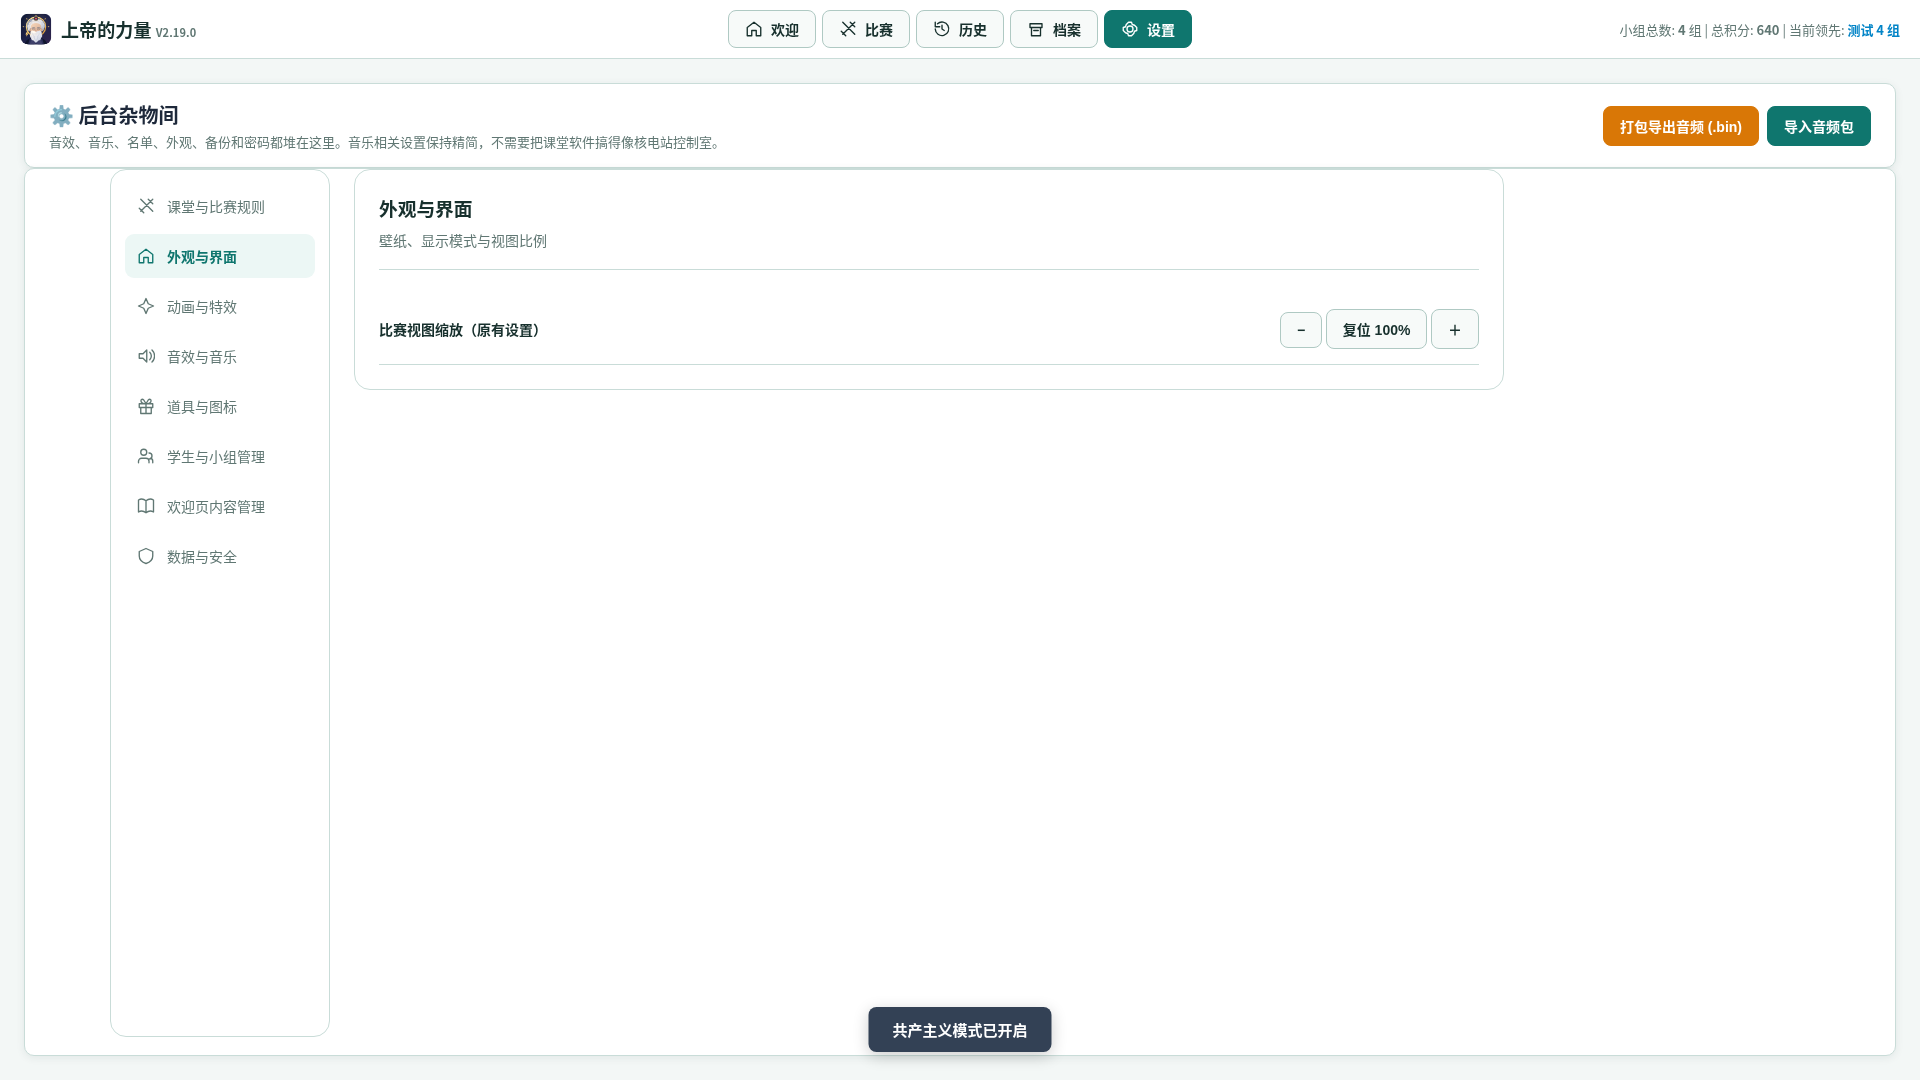 上帝的力量 V2.19.0
欢迎
比赛
历史
档案
设置
小组总数: 4 组 | 总积分: 640 | 当前领先: 测试 4 组
后台杂物间
音效、音乐、名单、外观、备份和密码都堆在这里。音乐相关设置保持精简，不需要把课堂软件搞得像核电站控制室。
打包导出音频 (.bin)
导入音频包
课堂与比赛规则
外观与界面
动画与特效
音效与音乐
道具与图标
学生与小组管理
欢迎页内容管理
数据与安全
外观与界面
壁纸、显示模式与视图比例
比赛视图缩放（原有设置）
−
复位 100%
+
共产主义模式已开启